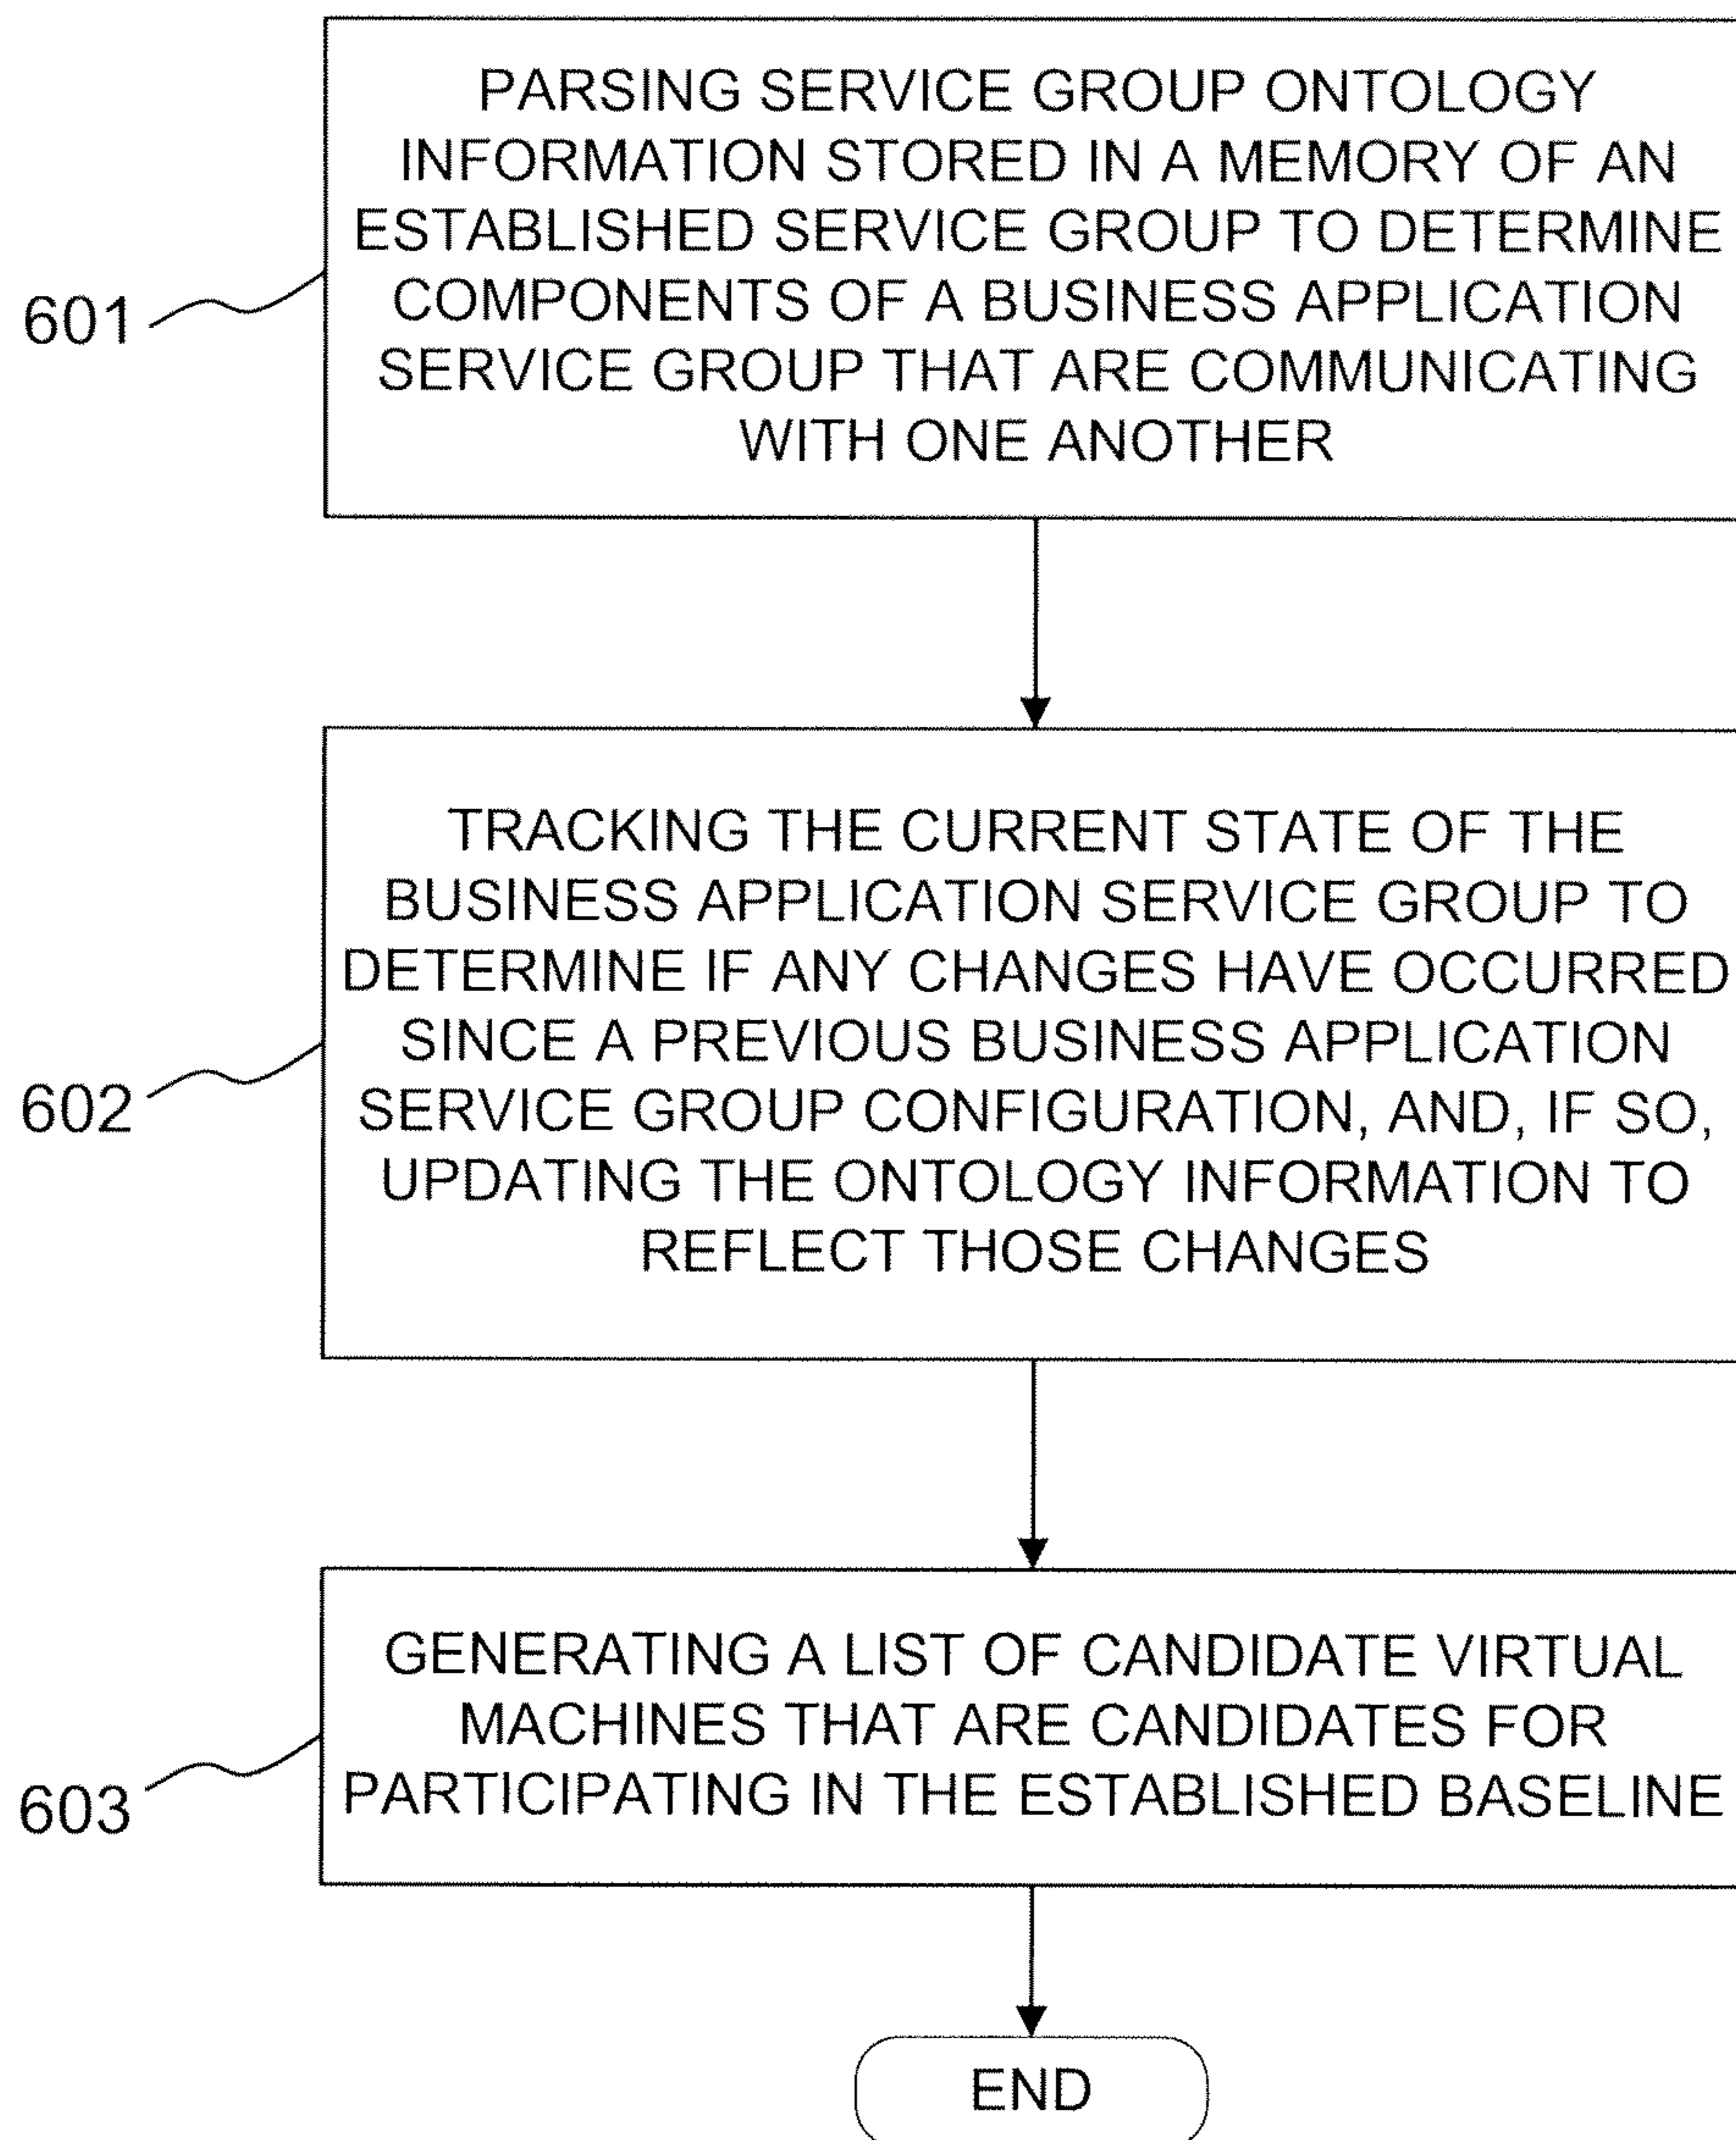 PARSING SERVICE GROUP ONTOLOGY
INFORMATION STORED IN A MEMORY OF AN
ESTABLISHED SERVICE GROUP TO DETERMINE
COMPONENTS OF A BUSINESS APPLICATION
SERVICE GROUP THAT ARE COMMUNICATING
WITH ONE ANOTHER
601
TRACKING THE CURRENT STATE OF THE
BUSINESS APPLICATION SERVICE GROUP TO
DETERMINE IF ANY CHANGES HAVE OCCURRED
SINCE A PREVIOUS BUSINESS APPLICATION
SERVICE GROUP CONFIGURATION, AND, IF SO,
UPDATING THE ONTOLOGY INFORMATION TO
REFLECT THOSE CHANGES
602
GENERATING A LIST OF CANDIDATE VIRTUAL
MACHINES THAT ARE CANDIDATES FOR
PARTICIPATING IN THE ESTABLISHED BASELINE
603
END